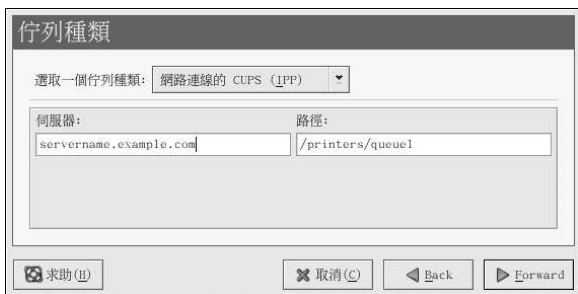 佇列種類
選取一個佇列種類: 網路連線的 CUPS (IPP)
伺服器: 路徑:
servername.example.com /printers/queue1
求助(H) 取消(C) Back Forward